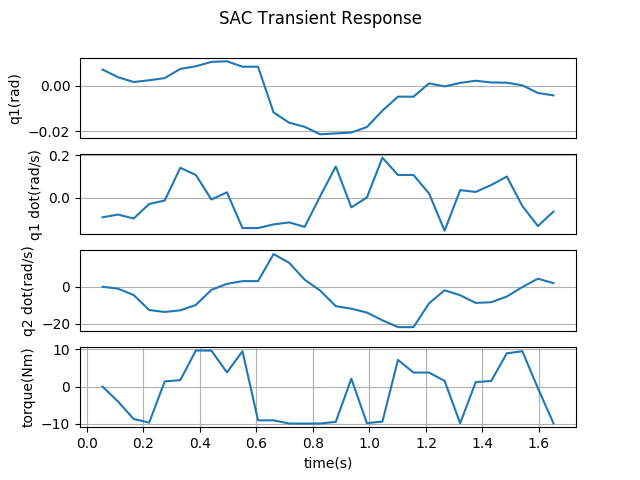 SAC Transient Response
q1(rad)
0.00
−0.02
q1 dot(rad/s)
0.2
0.0
q2 dot(rad/s)
0
−20
torque(Nm)
10
0
−10
0.0 0.2 0.4 0.6 0.8 1.0 1.2 1.4 1.6
time(s)